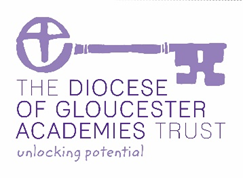 THE DIOCESE
OF GLOUCESTER
ACADEMIES TRUST
unlocking potential